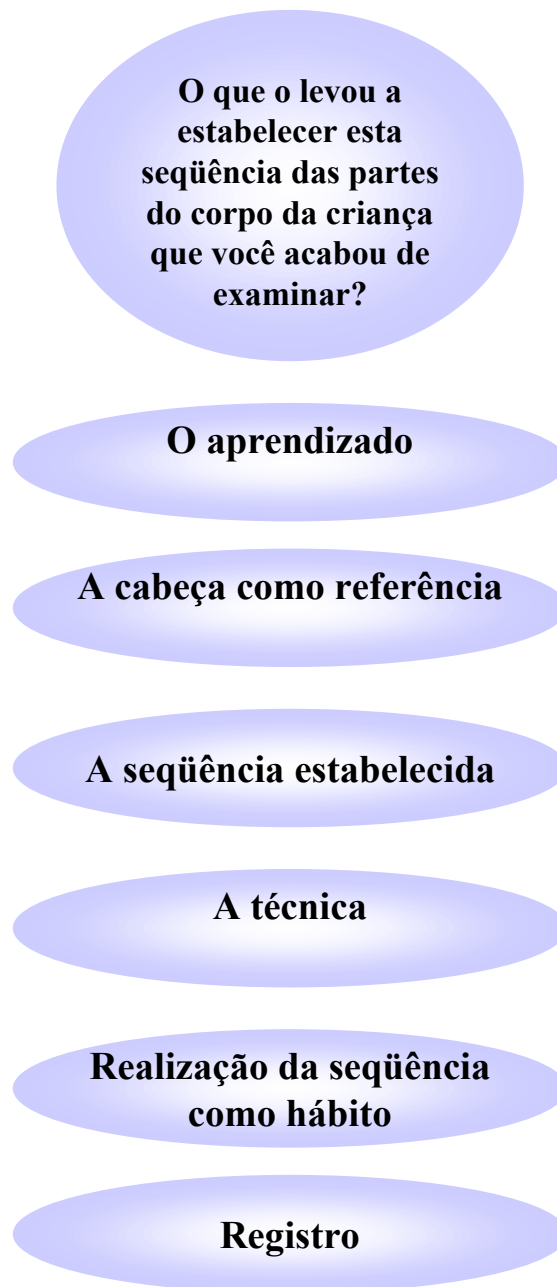 O que o levou a
estabelecer esta
seqüência das partes
do corpo da criança
que você acabou de
examinar?
O aprendizado
A cabeça como referência
A seqüência estabelecida
A técnica
Realização da seqüência
como hábito
Registro